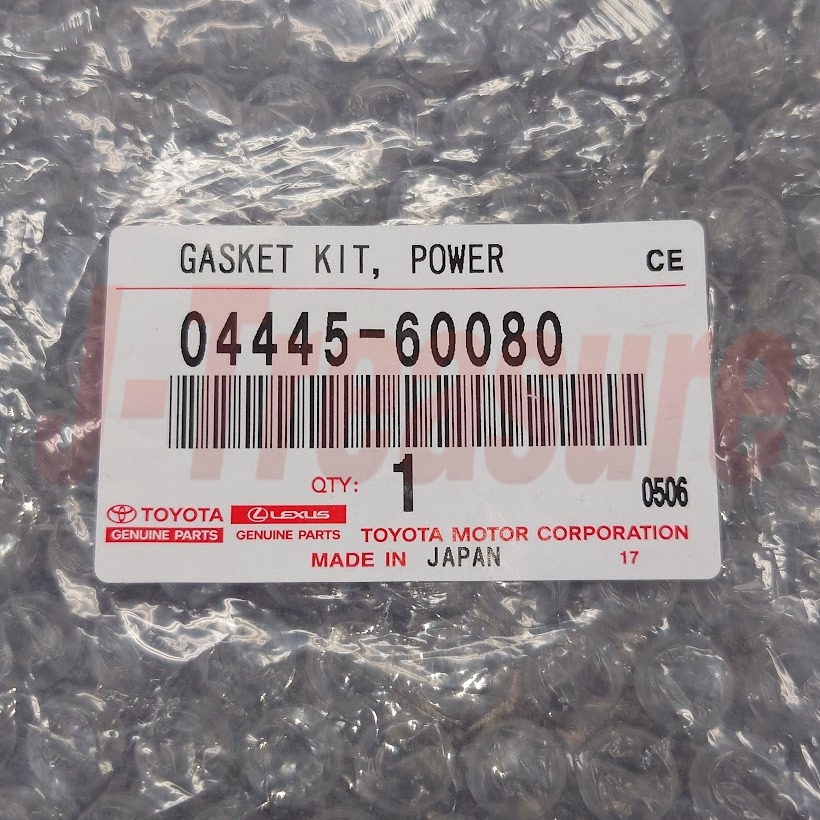 GASKET KIT, POWER CE
04445-60080
QTY: 1 0506
TOYOTA LEXUS
GENUINE PARTS GENUINE PARTS TOYOTA MOTOR CORPORATION
MADE IN JAPAN 17
J-Treasure